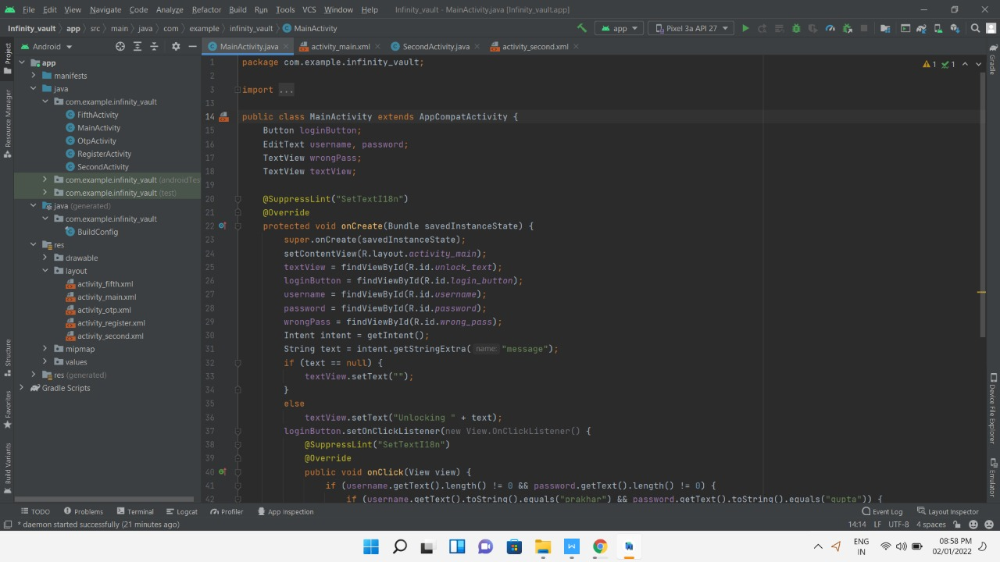 File Edit View Navigate Code Analyze Refactor Build Run Tools VCS Window Help Infinity_vault - MainActivity.java [Infinity_vault.app]
Infinity_vault app src main java com example infinity_vault MainActivity app Pixel 3a API 27
Android MainActivity.java activity_main.xml SecondActivity.java activity_second.xml
Project
Resource Manager
Structure
Favorites
Build Variants
app
manifests
java
com.example.infinity_vault
FifthActivity
MainActivity
OtpActivity
RegisterActivity
SecondActivity
com.example.infinity_vault (androidTes
com.example.infinity_vault (test)
java (generated)
com.example.infinity_vault
BuildConfig
res
drawable
layout
activity_fifth.xml
activity_main.xml
activity_otp.xml
activity_register.xml
activity_second.xml
mipmap
values
res (generated)
Gradle Scripts
1 package com.example.infinity_vault;
2
3 import ...
13
14 public class MainActivity extends AppCompatActivity {
15 Button loginButton;
16 EditText username, password;
17 TextView wrongPass;
18 TextView textView;
19
20 @SuppressLint("SetTextI18n")
21 @Override
22 protected void onCreate(Bundle savedInstanceState) {
23 super.onCreate(savedInstanceState);
24 setContentView(R.layout.activity_main);
25 textView = findViewById(R.id.unlock_text);
26 loginButton = findViewById(R.id.login_button);
27 username = findViewById(R.id.username);
28 password = findViewById(R.id.password);
29 wrongPass = findViewById(R.id.wrong_pass);
30 Intent intent = getIntent();
31 String text = intent.getStringExtra( name: "message");
32 if (text == null) {
33 textView.setText("");
34 }
35 else
36 textView.setText("Unlocking " + text);
37 loginButton.setOnClickListener(new View.OnClickListener() {
38 @SuppressLint("SetTextI18n")
39 @Override
40 public void onClick(View view) {
41 if (username.getText().length() != 0 && password.getText().length() != 0) {
42 if (username.getText().toString().equals("prakhar") && password.getText().toString().equals("gupta")) {
1 1
Gradle
Device File Explorer
Emulator
TODO Problems Terminal Logcat Profiler App Inspection Event Log Layout Inspector
* daemon started successfully (21 minutes ago) 14:14 LF UTF-8 4 spaces
ENG
IN
08:58 PM
02/01/2022